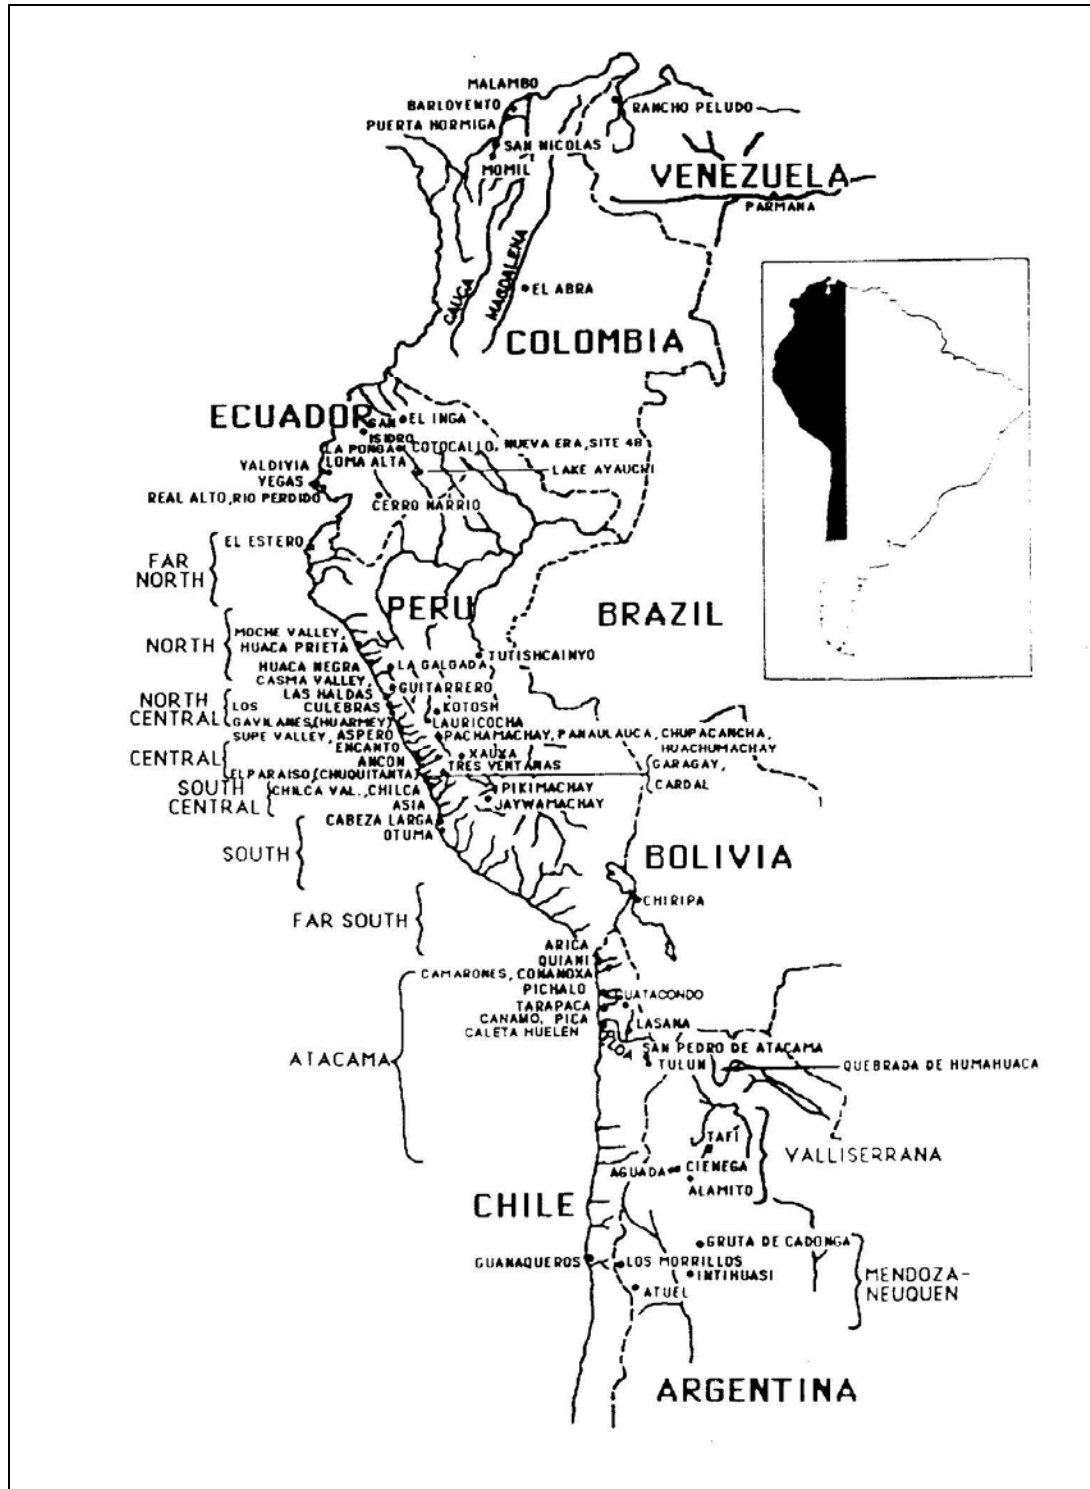 MALAMBO
BARLOVENTO
PUERTA HORMIGA
RANCHO PELUDO
SAN NICOLAS
MOMIL
VENEZUELA
PARMANA
CAUCA
MAGDALENA
EL ABRA
COLOMBIA
ECUADOR
SAN
ISIDRO
EL INGA
LA PONGA
COTOCALLO, NUEVA ERA, SITE 48
LOMA ALTA
VALDIVIA
LAKE AYAUCHI
VEGAS
REAL ALTO, RIO PERDIDO
CERRO NARRIO
EL ESTERO
FAR
NORTH
PERU
BRAZIL
NORTH
MOCHE VALLEY,
HUACA PRIETA
TUTISHCAINYO
HUACA NEGRA
LA GALGADA
CASMA VALLEY,
LAS HALDAS
GUITARRERO
NORTH
CENTRAL
LOS CULEBRAS
KOTOSH
GAVILANES (HUARMEY)
LAURICOCHA
SUPE VALLEY, ASPERO
PACHAMACHAY, PANAULAUCA, CHUPACANCHA,
HUACHUMACHAY
ENCANTO
XAUXA
CENTRAL
ANCON
TRES VENTANAS
GARAGAY,
CARDAL
EL PARAISO (CHUQUITANTA)
SOUTH
CENTRAL
CHILCA VAL., CHILCA
PIKIMACHAY
ASIA
JAYWAMACHAY
CABEZA LARGA
OTUMA
SOUTH
BOLIVIA
CHIRIPA
FAR SOUTH
ARICA
QUIANI
CAMARONES, CONANOXA
PICHALO
GUATACONDO
TARAPACA
CANAMO, PICA
LASANA
CALETA HUELEN
LOA
SAN PEDRO DE ATACAMA
ATACAMA
TULUN
QUEBRADA DE HUMAHUACA
TAFÍ
VALLISERRANA
CIENEGA
AGUADA
ALAMITO
CHILE
GRUTA DE CADONGA
GUANAQUEROS
LOS MORRILLOS
INTIHUASI
MENDOZA-
NEUQUEN
ATUEL
ARGENTINA